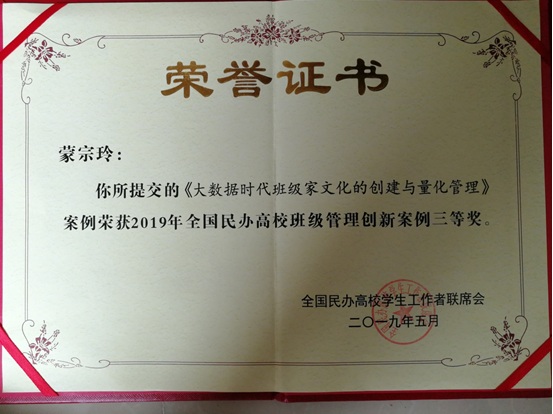 荣誉证书
蒙宗玲：
你所提交的《大数据时代班级家文化的创建与量化管理》
案例荣获2019年全国民办高校班级管理创新案例三等奖。
全国民办高校学生工作者联席会
二〇一九年五月